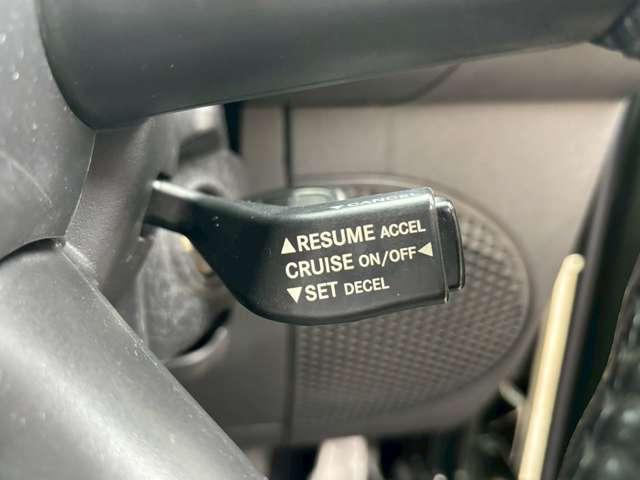 ▲RESUME ACCEL
CRUISE ON/OFF◀
▼SET DECEL